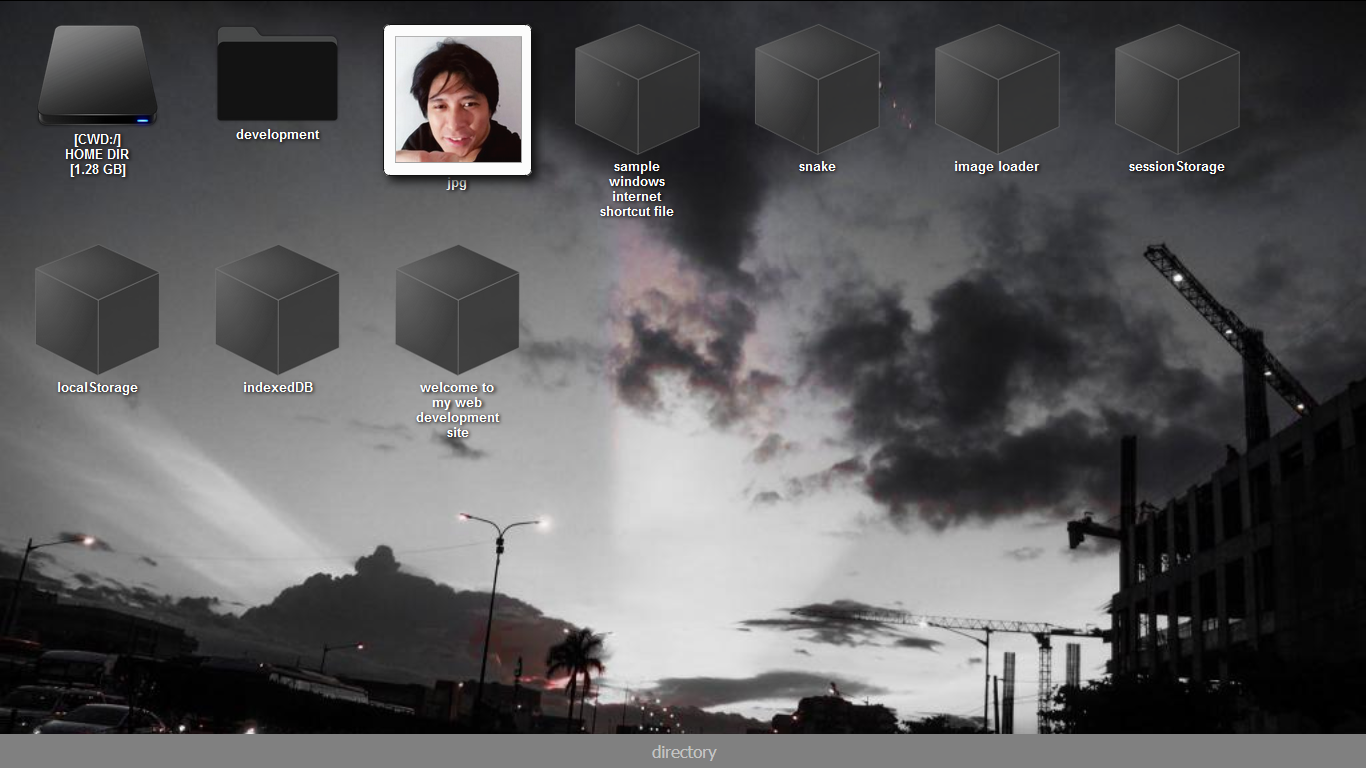 [CWD:/]
HOME DIR
[1.28 GB]
development
jpg
sample
windows
internet
shortcut file
snake
image loader
sessionStorage
localStorage
indexedDB
welcome to
my web
development
site
directory